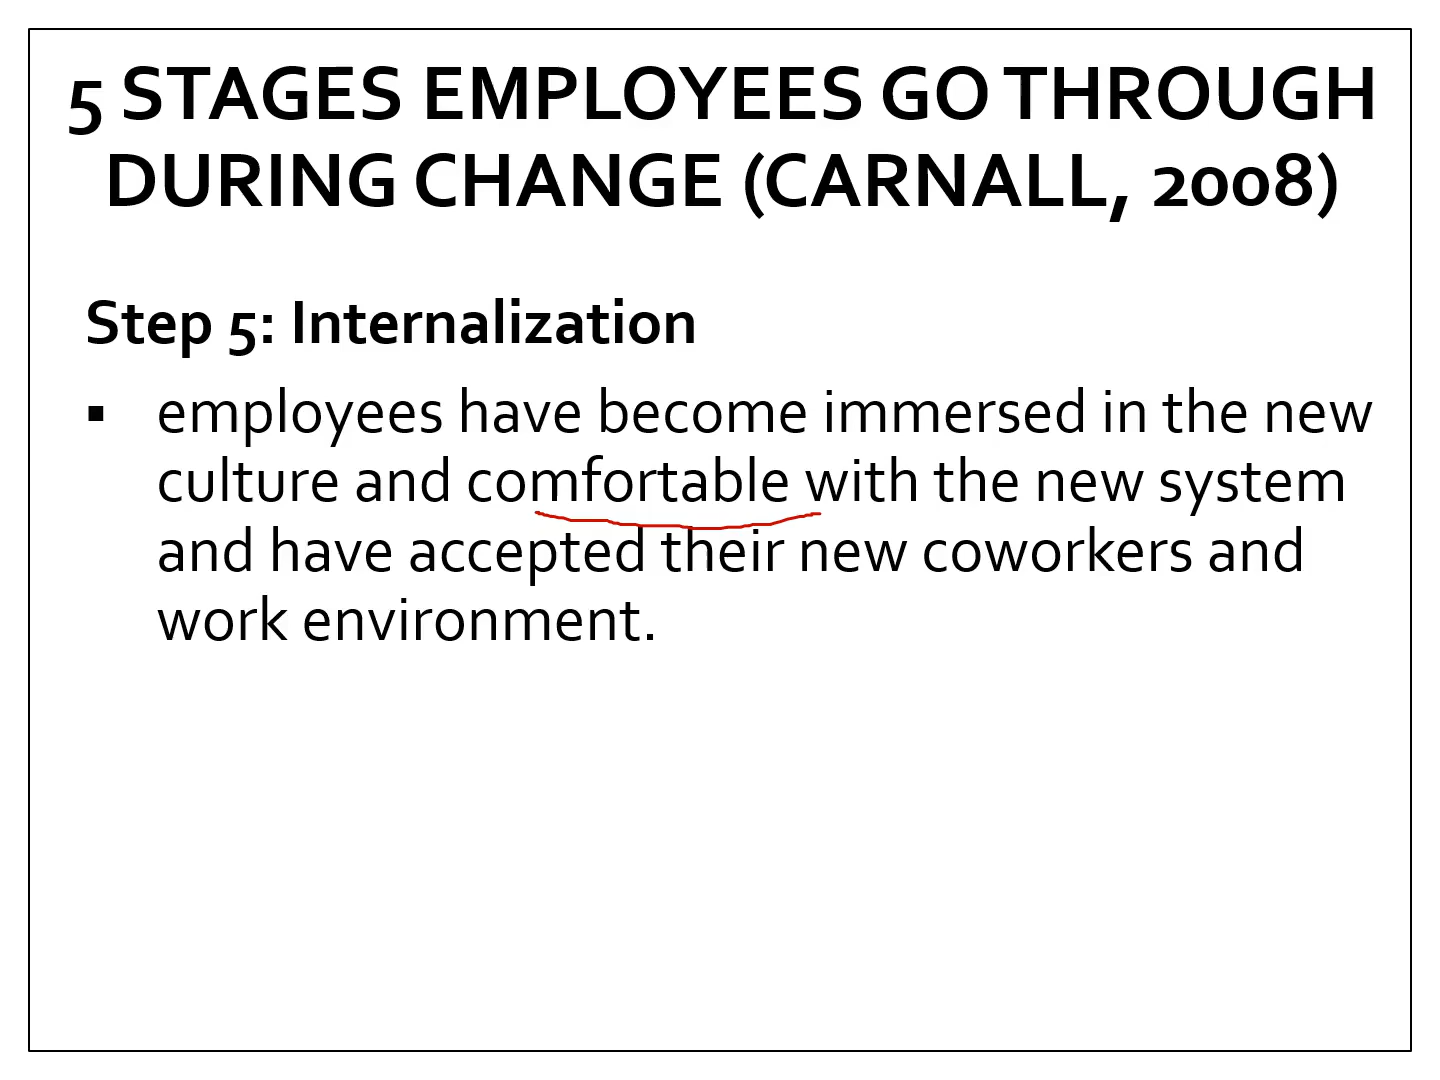 5 STAGES EMPLOYEES GO THROUGH
DURING CHANGE (CARNALL, 2008)
Step 5: Internalization
▪ employees have become immersed in the new
culture and comfortable with the new system
and have accepted their new coworkers and
work environment.